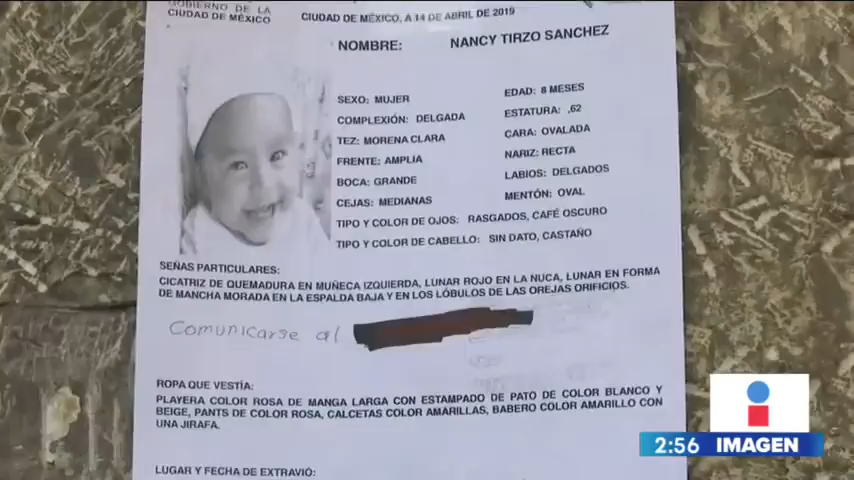 GOBIERNO DE LA
CIUDAD DE MÉXICO
CIUDAD DE MÉXICO, A 14 DE ABRIL DE 2019
NOMBRE: NANCY TIRZO SANCHEZ
SEXO: MUJER
EDAD: 8 MESES
COMPLEXIÓN: DELGADA
ESTATURA: .62
TEZ: MORENA CLARA
CARA: OVALADA
FRENTE: AMPLIA
NARIZ: RECTA
BOCA: GRANDE
LABIOS: DELGADOS
CEJAS: MEDIANAS
MENTÓN: OVAL
TIPO Y COLOR DE OJOS: RASGADOS, CAFÉ OSCURO
TIPO Y COLOR DE CABELLO: SIN DATO, CASTAÑO
SEÑAS PARTICULARES:
CICATRIZ DE QUEMADURA EN MUÑECA IZQUIERDA, LUNAR ROJO EN LA NUCA, LUNAR EN FORMA
DE MANCHA MORADA EN LA ESPALDA BAJA Y EN LOS LÓBULOS DE LAS OREJAS ORIFICIOS.
Comunicarse al
ROPA QUE VESTÍA:
PLAYERA COLOR ROSA DE MANGA LARGA CON ESTAMPADO DE PATO DE COLOR BLANCO Y
BEIGE, PANTS DE COLOR ROSA, CALCETAS COLOR AMARILLAS, BABERO COLOR AMARILLO CON
UNA JIRAFA.
LUGAR Y FECHA DE EXTRAVIÓ:
2:56 IMAGEN